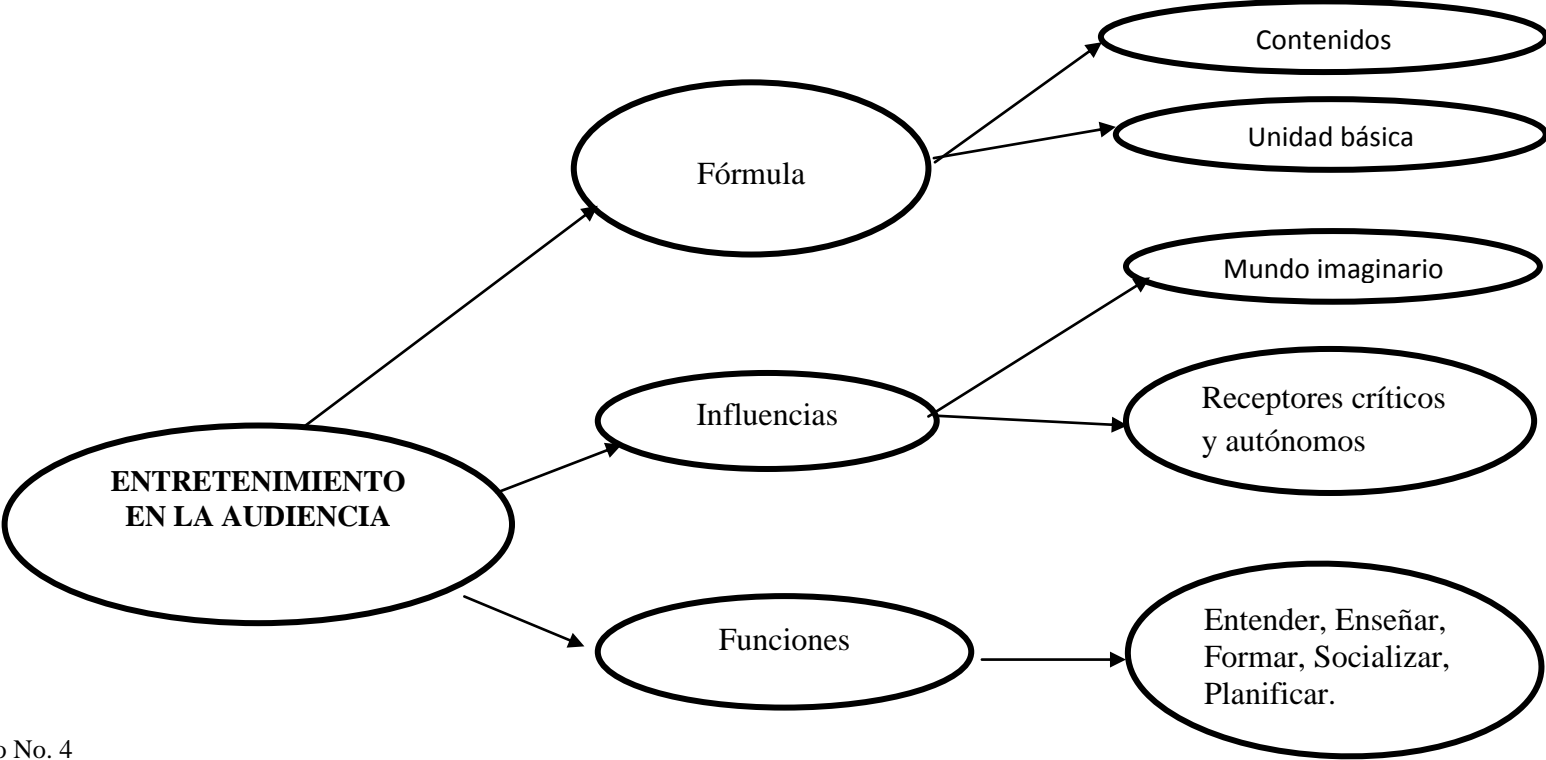 Contenidos
Unidad básica
Fórmula
Mundo imaginario
Influencias
Receptores críticos
y autónomos
ENTRETENIMIENTO
EN LA AUDIENCIA
Funciones
Entender, Enseñar,
Formar, Socializar,
Planificar.
o No. 4